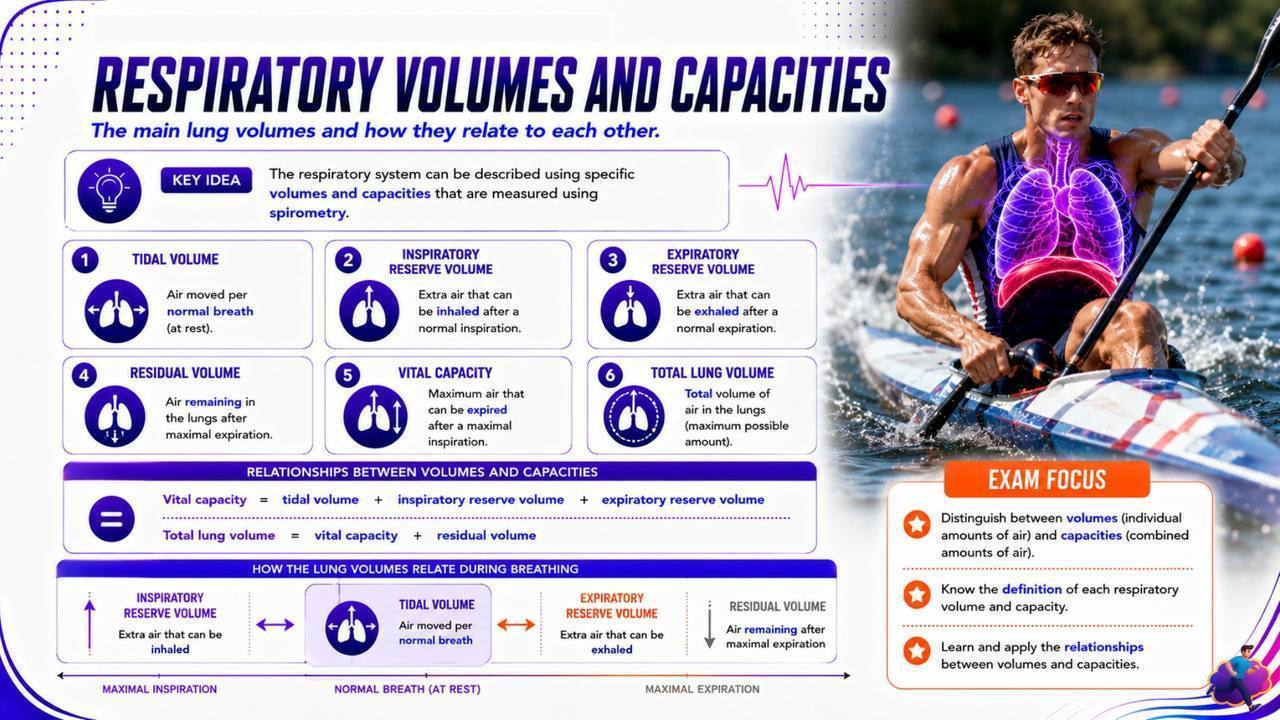 RESPIRATORY VOLUMES AND CAPACITIES
The main lung volumes and how they relate to each other.
KEY IDEA
The respiratory system can be described using specific
volumes and capacities that are measured using
spirometry.
1
TIDAL VOLUME
Air moved per
normal breath
(at rest).
2
INSPIRATORY
RESERVE VOLUME
Extra air that can
be inhaled after a
normal inspiration.
3
EXPIRATORY
RESERVE VOLUME
Extra air that can
be exhaled after a
normal expiration.
4
RESIDUAL VOLUME
Air remaining in
the lungs after
maximal expiration.
5
VITAL CAPACITY
Maximum air that
can be expired
after a maximal
inspiration.
6
TOTAL LUNG VOLUME
Total volume of
air in the lungs
(maximum possible
amount).
RELATIONSHIPS BETWEEN VOLUMES AND CAPACITIES
=
Vital capacity = tidal volume + inspiratory reserve volume + expiratory reserve volume
Total lung volume = vital capacity + residual volume
HOW THE LUNG VOLUMES RELATE DURING BREATHING
INSPIRATORY
RESERVE VOLUME
Extra air that can be
inhaled
TIDAL VOLUME
Air moved per
normal breath
EXPIRATORY
RESERVE VOLUME
Extra air that can be
exhaled
RESIDUAL VOLUME
Air remaining after
maximal expiration
MAXIMAL INSPIRATION
NORMAL BREATH (AT REST)
MAXIMAL EXPIRATION
EXAM FOCUS
Distinguish between volumes (individual
amounts of air) and capacities (combined
amounts of air).
Know the definition of each respiratory
volume and capacity.
Learn and apply the relationships
between volumes and capacities.